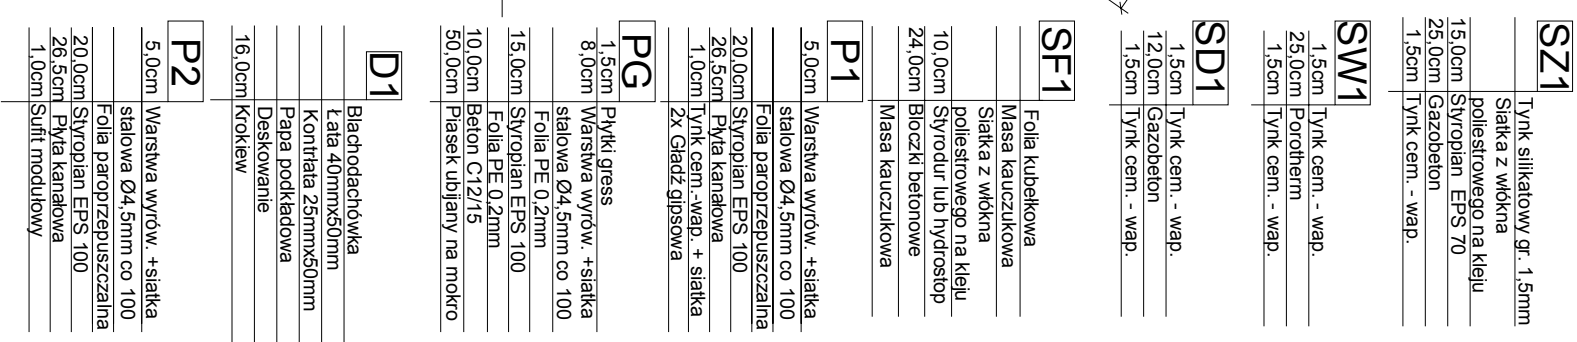 SZ1
Tynk silikatowy gr. 1,5mm
Siatka z włókna
poliestrowego na kleju
15,0cm Styropian EPS 70
25,0cm Gazobeton
1,5cm Tynk cem. - wap.
SW1
1,5cm Tynk cem. - wap.
25,0cm Porotherm
1,5cm Tynk cem. - wap.
SD1
1,5cm Tynk cem. - wap.
12,0cm Gazobeton
1,5cm Tynk cem. - wap.
SF1
Folia kubełkowa
Masa kauczukowa
Siatka z włókna
poliestrowego na kleju
10,0cm Styrodur lub hydrostop
24,0cm Bloczki betonowe
Masa kauczukowa
P1
5,0cm Warstwa wyrów. +siatka
stalowa Ø4,5mm co 100
Folia paroprzepuszczalna
20,0cm Styropian EPS 100
26,5cm Płyta kanałowa
1,0cm Tynk cem.-wap. + siatka
2x Gładź gipsowa
PG
1,5cm Płytki gress
8,0cm Warstwa wyrów. +siatka
stalowa Ø4,5mm co 100
Folia PE 0,2mm
15,0cm Styropian EPS 100
Folia PE 0,2mm
10,0cm Beton C12/15
50,0cm Piasek ubijany na mokro
D1
Blachodachówka
Łata 40mmx50mm
Kontrłata 25mmx50mm
Papa podkładowa
Deskowanie
16,0cm Krokiew
P2
5,0cm Warstwa wyrów. +siatka
stalowa Ø4,5mm co 100
Folia paroprzepuszczalna
20,0cm Styropian EPS 100
26,5cm Płyta kanałowa
1,0cm Sufit modułowy